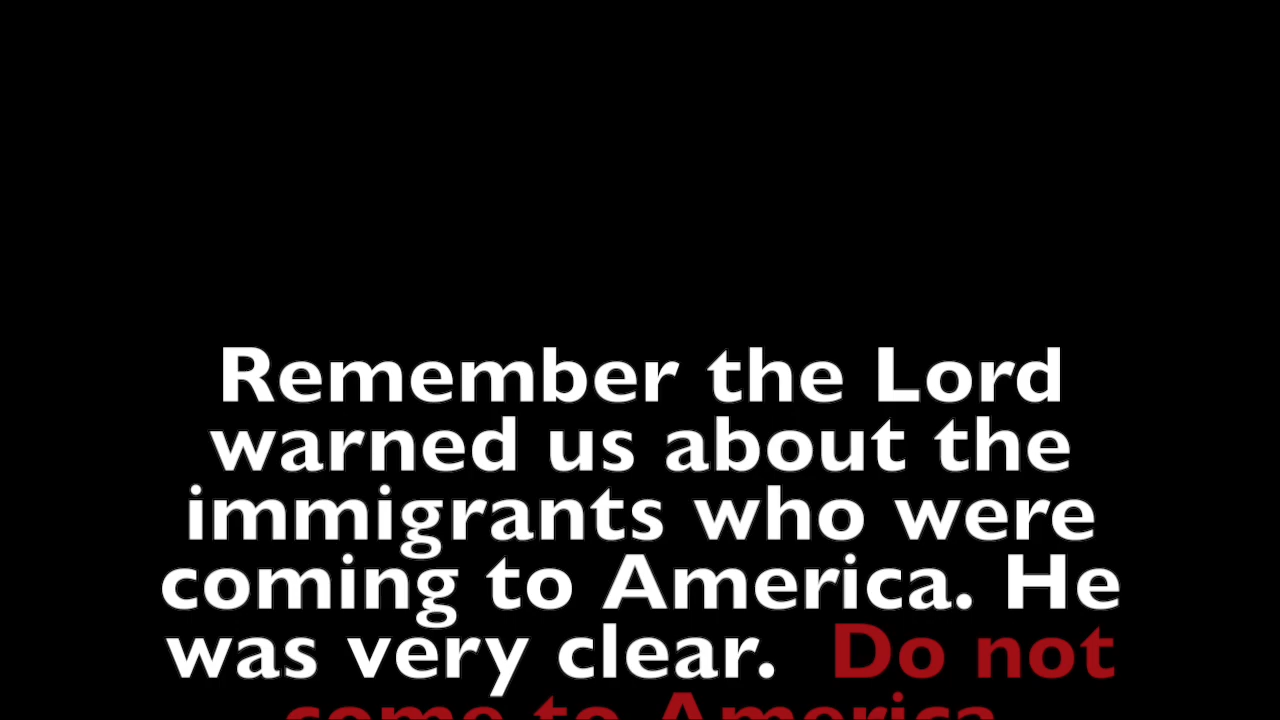 Remember the Lord
warned us about the
immigrants who were
coming to America. He
was very clear. Do not
come to America